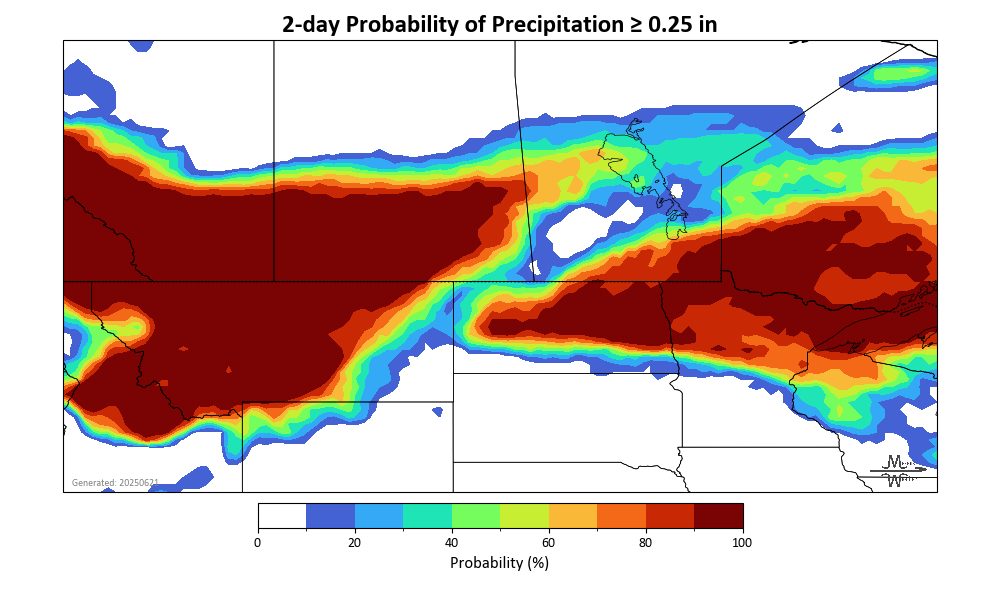 2-day Probability of Precipitation ≥ 0.25 in
Generated: 20250621
M
W
0 20 40 60 80 100
Probability (%)